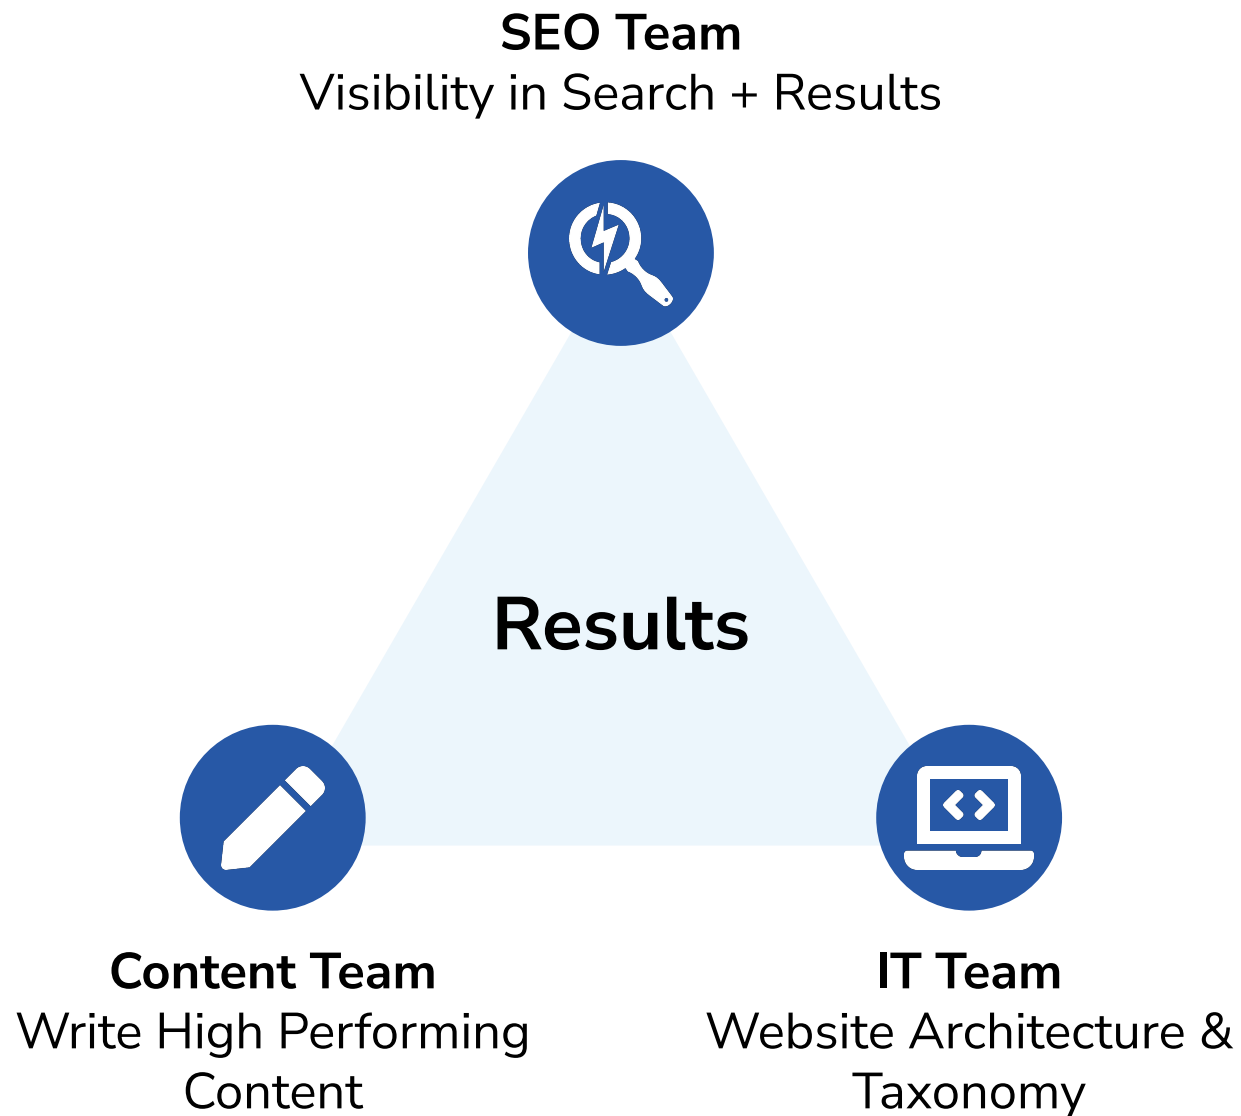 SEO Team
Visibility in Search + Results
Results
Content Team
Write High Performing
Content
IT Team
Website Architecture &
Taxonomy